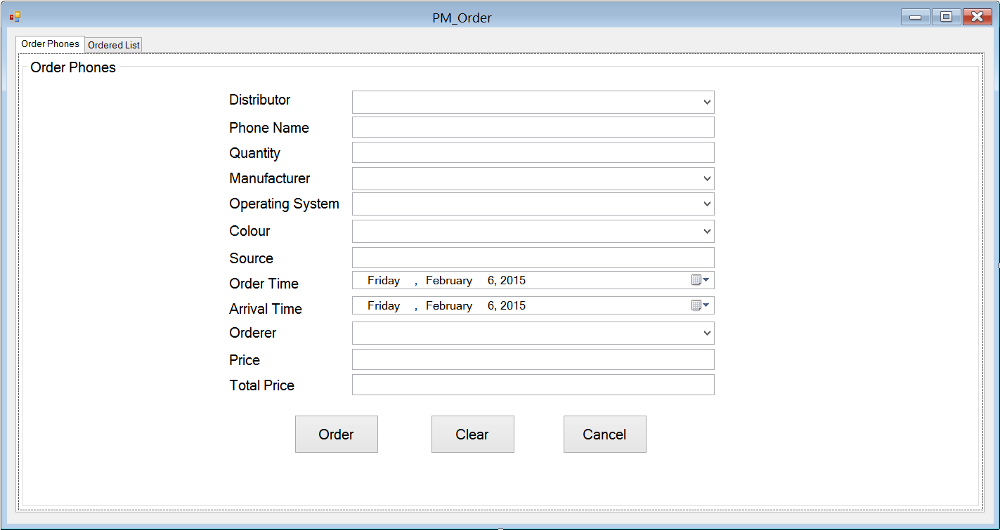 PM_Order
Order Phones Ordered List
Order Phones
Distributor
Phone Name
Quantity
Manufacturer
Operating System
Colour
Source
Order Time Friday , February 6, 2015
Arrival Time Friday , February 6, 2015
Orderer
Price
Total Price
Order Clear Cancel